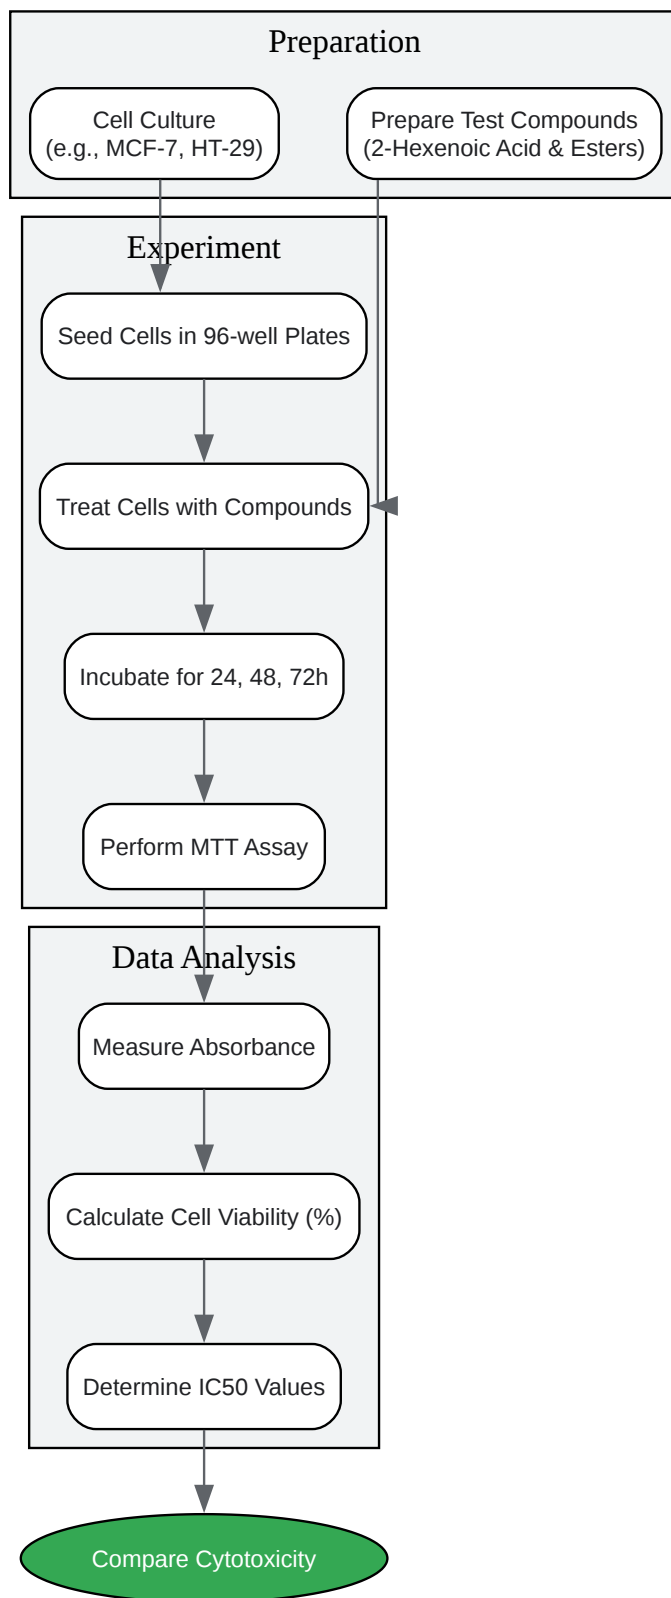 Preparation
Cell Culture
(e.g., MCF-7, HT-29)
Prepare Test Compounds
(2-Hexenoic Acid & Esters)
Experiment
Seed Cells in 96-well Plates
Treat Cells with Compounds
Incubate for 24, 48, 72h
Perform MTT Assay
Data Analysis
Measure Absorbance
Calculate Cell Viability (%)
Determine IC50 Values
Compare Cytotoxicity